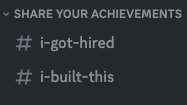 SHARE YOUR ACHIEVEMENTS
# i-got-hired
# i-built-this